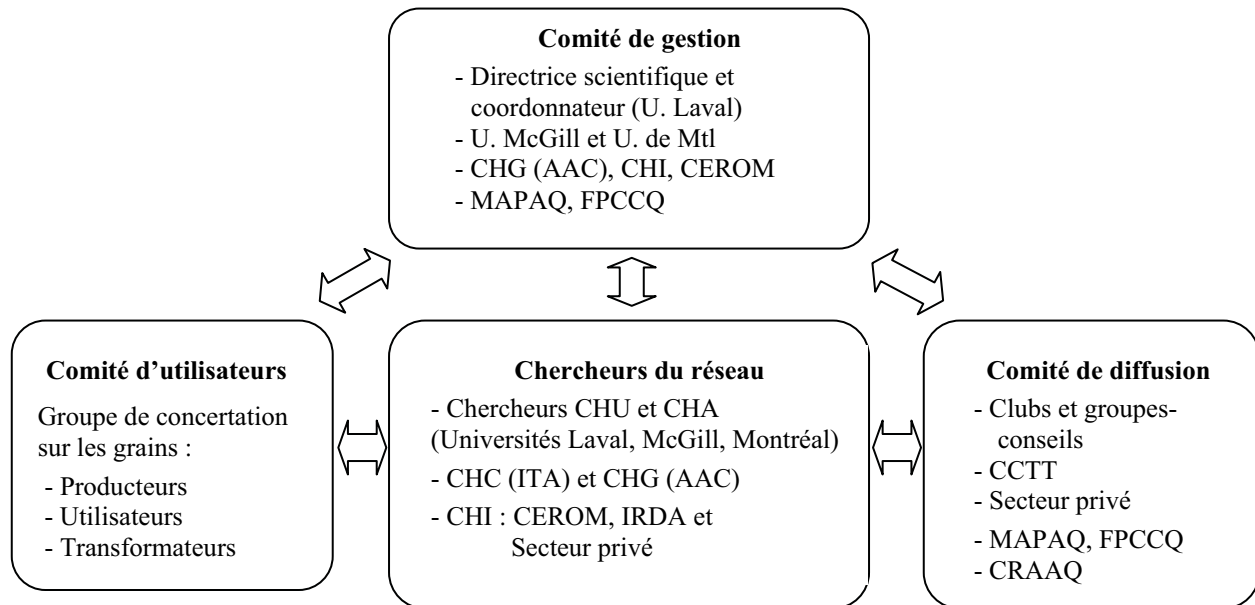 Comité de gestion
- Directrice scientifique et
coordonnateur (U. Laval)
- U. McGill et U. de Mtl
- CHG (AAC), CHI, CEROM
- MAPAQ, FPCCQ
Comité d’utilisateurs
Groupe de concertation
sur les grains :
- Producteurs
- Utilisateurs
- Transformateurs
Chercheurs du réseau
- Chercheurs CHU et CHA
(Universités Laval, McGill, Montréal)
- CHC (ITA) et CHG (AAC)
- CHI : CEROM, IRDA et
Secteur privé
Comité de diffusion
- Clubs et groupes-
conseils
- CCTT
- Secteur privé
- MAPAQ, FPCCQ
- CRAAQ